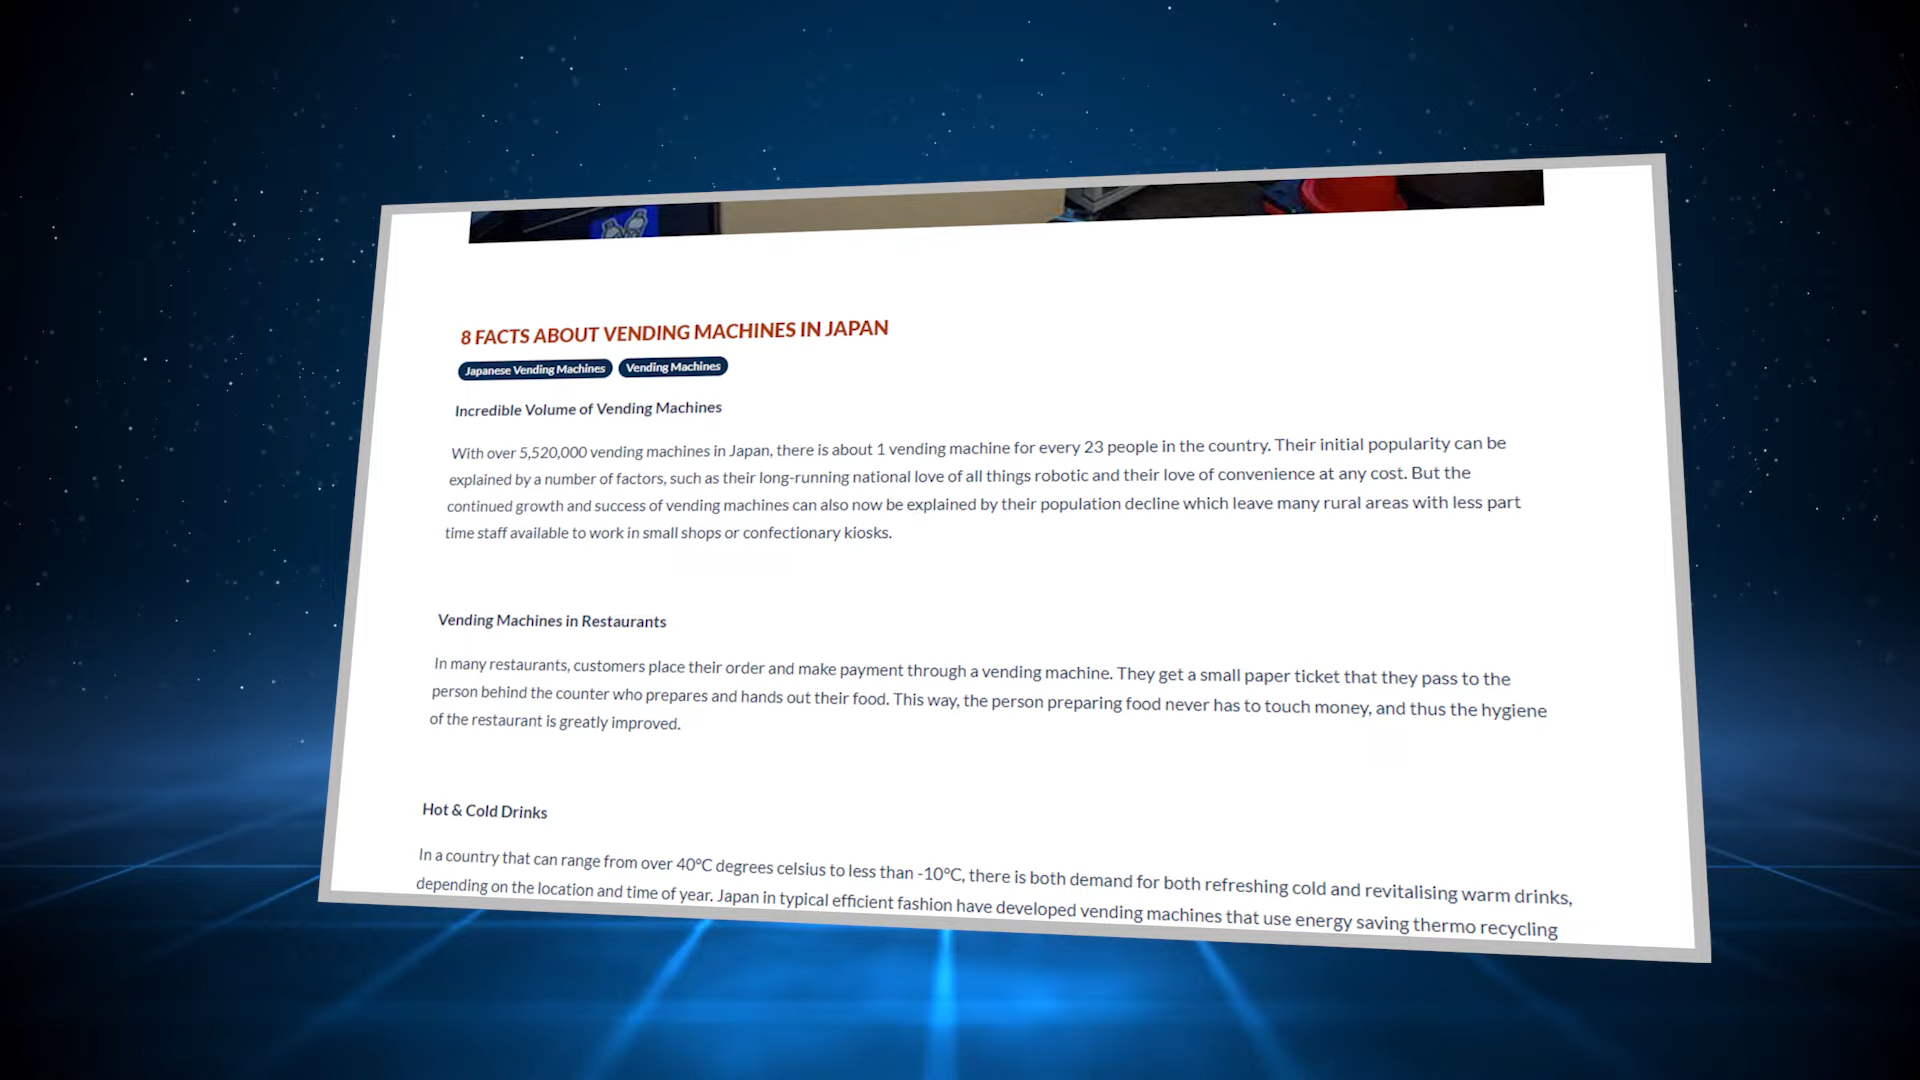 8 FACTS ABOUT VENDING MACHINES IN JAPAN
Japanese Vending Machines Vending Machines
Incredible Volume of Vending Machines
With over 5,520,000 vending machines in Japan, there is about 1 vending machine for every 23 people in the country. Their initial popularity can be
explained by a number of factors, such as their long-running national love of all things robotic and their love of convenience at any cost. But the
continued growth and success of vending machines can also now be explained by their population decline which leave many rural areas with less part
time staff available to work in small shops or confectionary kiosks.
Vending Machines in Restaurants
In many restaurants, customers place their order and make payment through a vending machine. They get a small paper ticket that they pass to the
person behind the counter who prepares and hands out their food. This way, the person preparing food never has to touch money, and thus the hygiene
of the restaurant is greatly improved.
Hot & Cold Drinks
In a country that can range from over 40°C degrees celsius to less than -10°C, there is both demand for both refreshing cold and revitalising warm drinks,
depending on the location and time of year. Japan in typical efficient fashion have developed vending machines that use energy saving thermo recycling